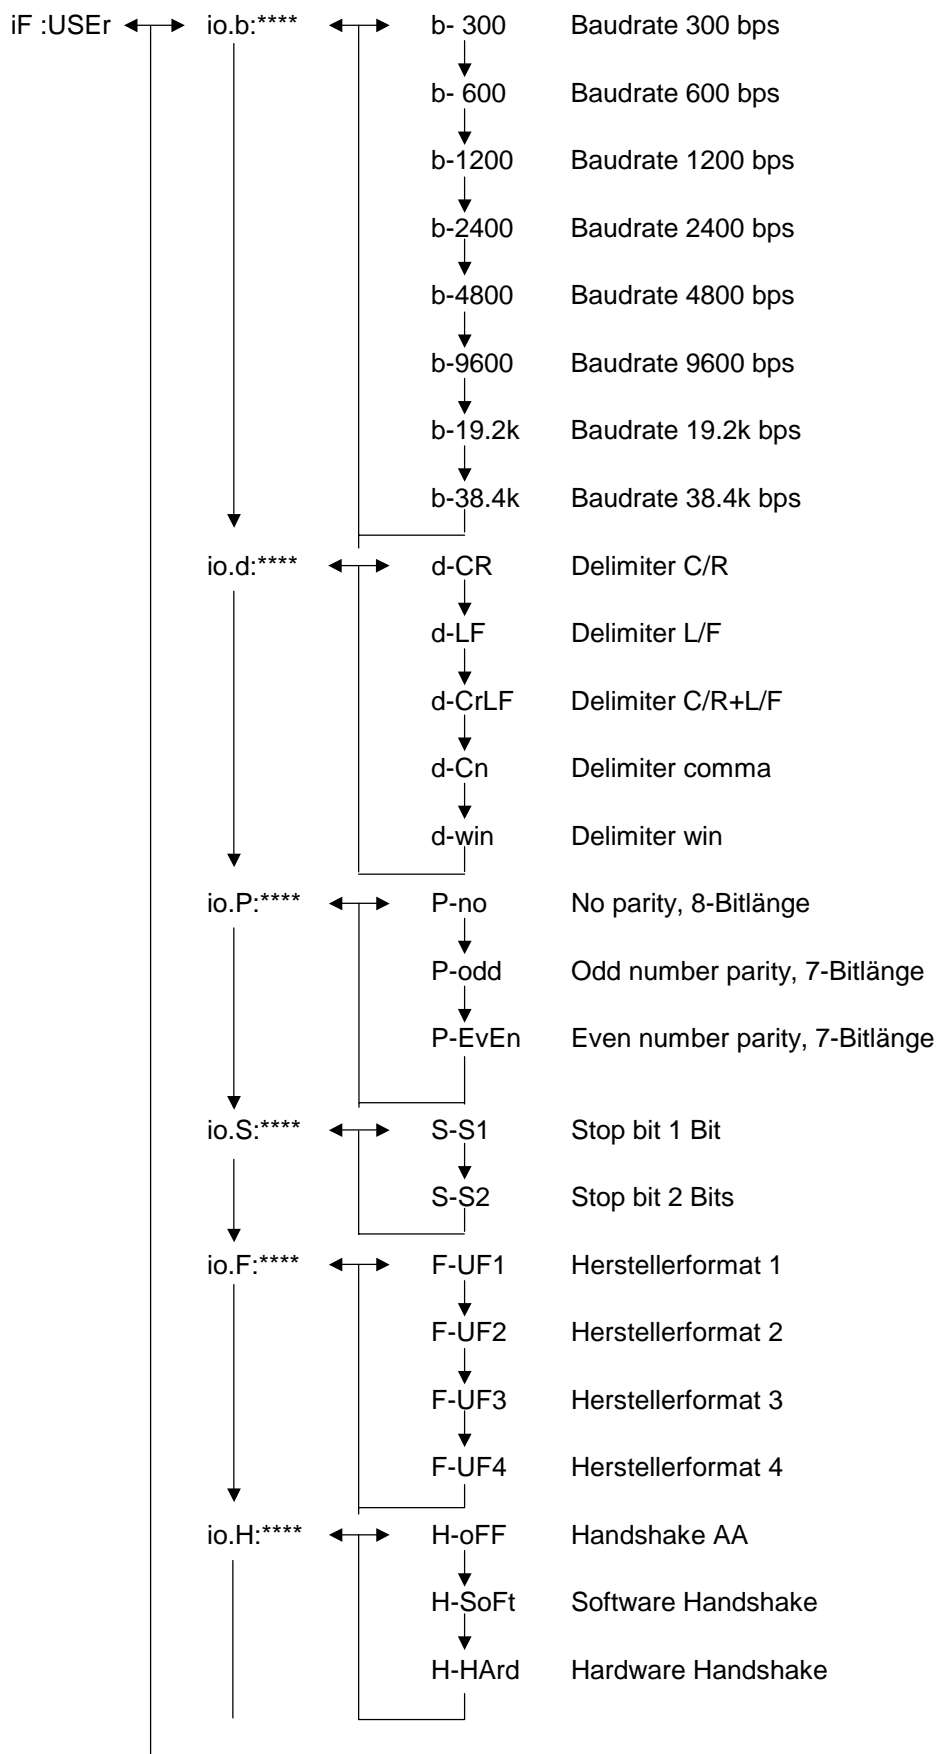 iF :USEr io.b:**** b- 300 Baudrate 300 bps
b- 600 Baudrate 600 bps
b-1200 Baudrate 1200 bps
b-2400 Baudrate 2400 bps
b-4800 Baudrate 4800 bps
b-9600 Baudrate 9600 bps
b-19.2k Baudrate 19.2k bps
b-38.4k Baudrate 38.4k bps
io.d:**** d-CR Delimiter C/R
d-LF Delimiter L/F
d-CrLF Delimiter C/R+L/F
d-Cn Delimiter comma
d-win Delimiter win
io.P:**** P-no No parity, 8-Bitlänge
P-odd Odd number parity, 7-Bitlänge
P-EvEn Even number parity, 7-Bitlänge
io.S:**** S-S1 Stop bit 1 Bit
S-S2 Stop bit 2 Bits
io.F:**** F-UF1 Herstellerformat 1
F-UF2 Herstellerformat 2
F-UF3 Herstellerformat 3
F-UF4 Herstellerformat 4
io.H:**** H-oFF Handshake AA
H-SoFt Software Handshake
H-HArd Hardware Handshake